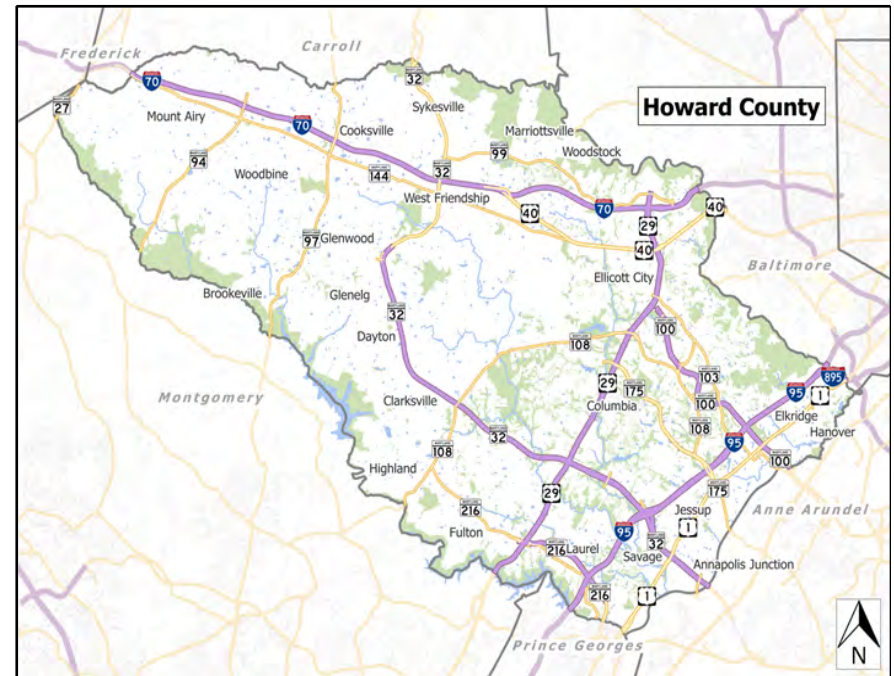 Howard County
Frederick
Carroll
Baltimore
Montgomery
Anne Arundel
Prince Georges
Mount Airy
Cooksville
Sykesville
Marriottsville
Woodstock
Woodbine
West Friendship
Glenwood
Ellicott City
Brookeville
Glenelg
Dayton
Clarksville
Columbia
Elkridge
Hanover
Highland
Jessup
Fulton
Laurel
Savage
Annapolis Junction
70
27
94
70
144
32
32
99
97
40
70
29
40
40
32
108
100
29
175
103
100
108
95
895
1
95
100
175
108
32
29
216
95
1
32
216
216
1
N